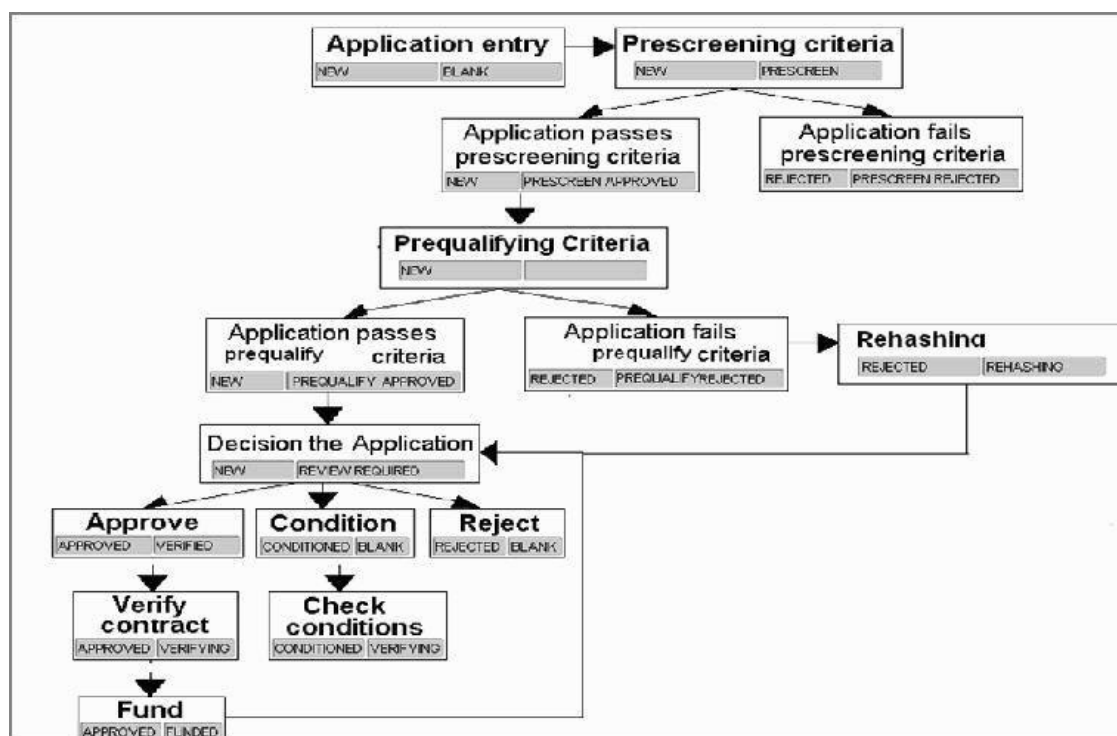 Application entry
NEW BLANK
Prescreening criteria
NEW PRESCREEN
Application passes
prescreening criteria
NEW PRESCREEN APPROVED
Application fails
prescreening criteria
REJECTED PRESCREEN REJECTED
Prequalifying Criteria
NEW
Application passes
prequalify criteria
NEW PREQUALIFY APPROVED
Application fails
prequalify criteria
REJECTED PREQUALIFYREJECTED
Rehashing
REJECTED REHASHING
Decision the Application
NEW REVIEW REQUIRED
Approve
APPROVED VERIFIED
Condition
CONDITIONED BLANK
Reject
REJECTED BLANK
Verify
contract
APPROVED VERIFYING
Check
conditions
CONDITIONED VERIFYING
Fund
APPROVED FUNDED